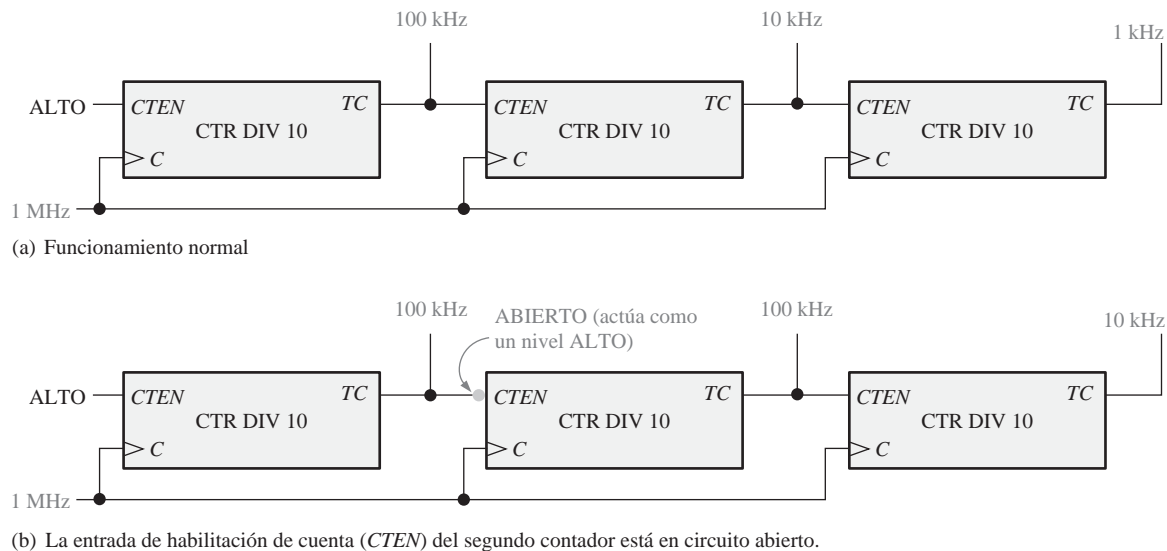 100 kHz
10 kHz
1 kHz
ALTO
CTEN
TC
CTR DIV 10
C
CTEN
TC
CTR DIV 10
C
CTEN
TC
CTR DIV 10
C
1 MHz
(a) Funcionamiento normal
100 kHz
ABIERTO (actúa como
un nivel ALTO)
100 kHz
10 kHz
ALTO
CTEN
TC
CTR DIV 10
C
CTEN
TC
CTR DIV 10
C
CTEN
TC
CTR DIV 10
C
1 MHz
(b) La entrada de habilitación de cuenta (CTEN) del segundo contador está en circuito abierto.